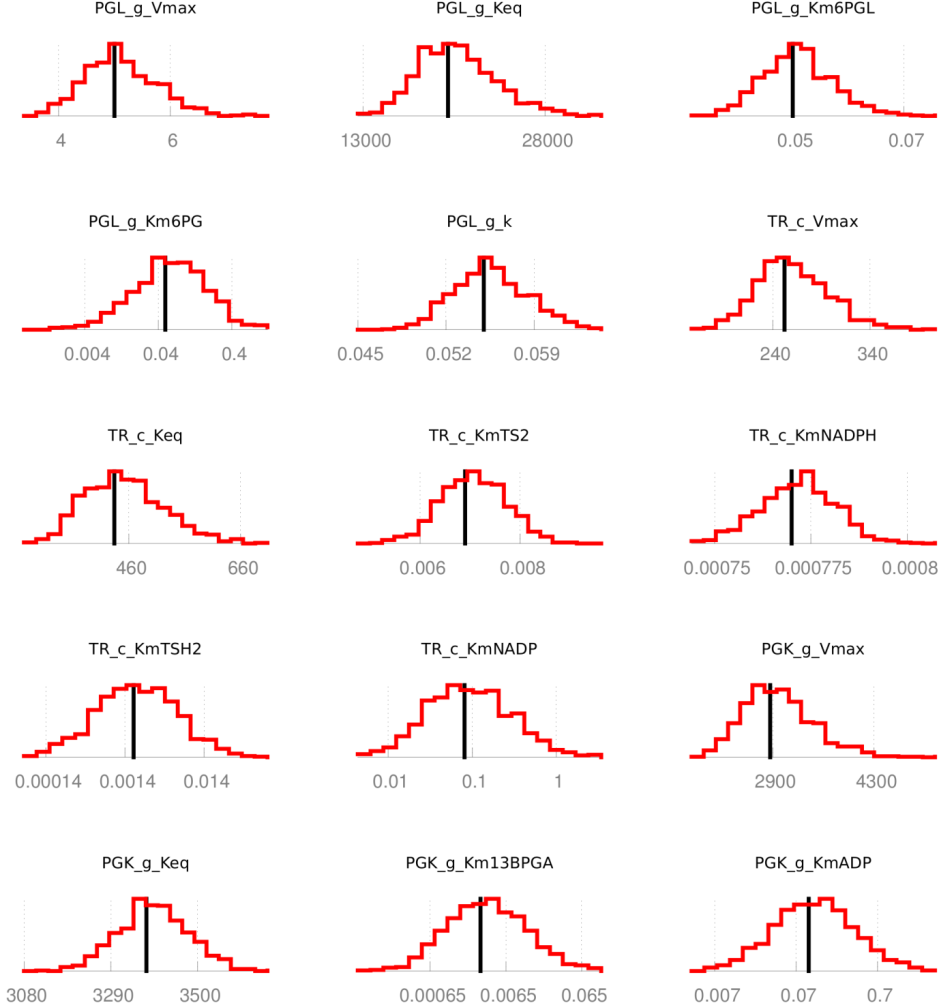 PGL_g_Vmax PGL_g_Keq PGL_g_Km6PGL
4 6 13000 28000 0.05 0.07
PGL_g_Km6PG PGL_g_k TR_c_Vmax
0.004 0.04 0.4 0.045 0.052 0.059 240 340
TR_c_Keq TR_c_KmTS2 TR_c_KmNADPH
460 660 0.006 0.008 0.00075 0.000775 0.0008
TR_c_KmTSH2 TR_c_KmNADP PGK_g_Vmax
0.00014 0.0014 0.014 0.01 0.1 1 2900 4300
PGK_g_Keq PGK_g_Km13BPGA PGK_g_KmADP
3080 3290 3500 0.00065 0.0065 0.065 0.007 0.07 0.7